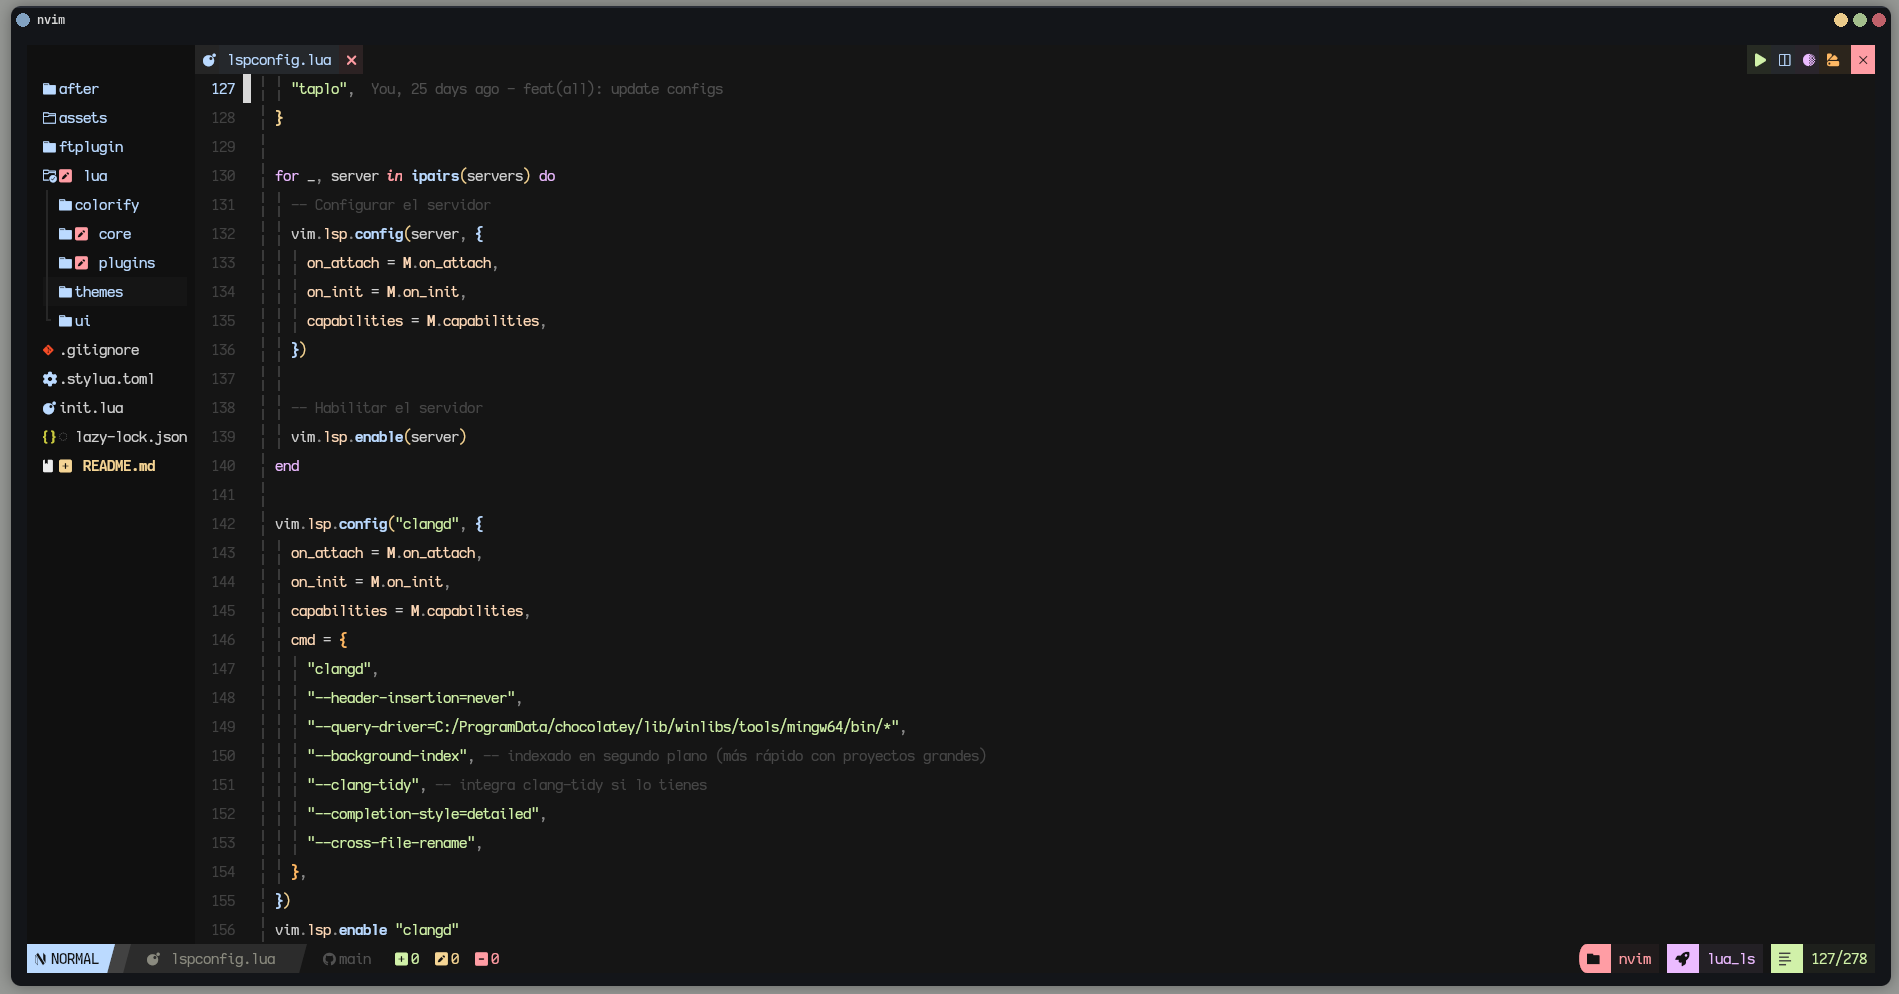 nvim
lspconfig.lua
after
assets
ftplugin
lua
colorify
core
plugins
themes
ui
.gitignore
.stylua.toml
init.lua
lazy-lock.json
README.md
127 "taplo", You, 25 days ago - feat(all): update configs
128 }
129
130 for _, server in ipairs(servers) do
131 -- Configurar el servidor
132 vim.lsp.config(server, {
133 on_attach = M.on_attach,
134 on_init = M.on_init,
135 capabilities = M.capabilities,
136 })
137
138 -- Habilitar el servidor
139 vim.lsp.enable(server)
140 end
141
142 vim.lsp.config("clangd", {
143 on_attach = M.on_attach,
144 on_init = M.on_init,
145 capabilities = M.capabilities,
146 cmd = {
147 "clangd",
148 "--header-insertion=never",
149 "--query-driver=C:/ProgramData/chocolatey/lib/winlibs/tools/mingw64/bin/*",
150 "--background-index", -- indexado en segundo plano (más rápido con proyectos grandes)
151 "--clang-tidy", -- integra clang-tidy si lo tienes
152 "--completion-style=detailed",
153 "--cross-file-rename",
154 },
155 })
156 vim.lsp.enable "clangd"
NORMAL lspconfig.lua main 0 0 0 nvim lua_ls 127/278